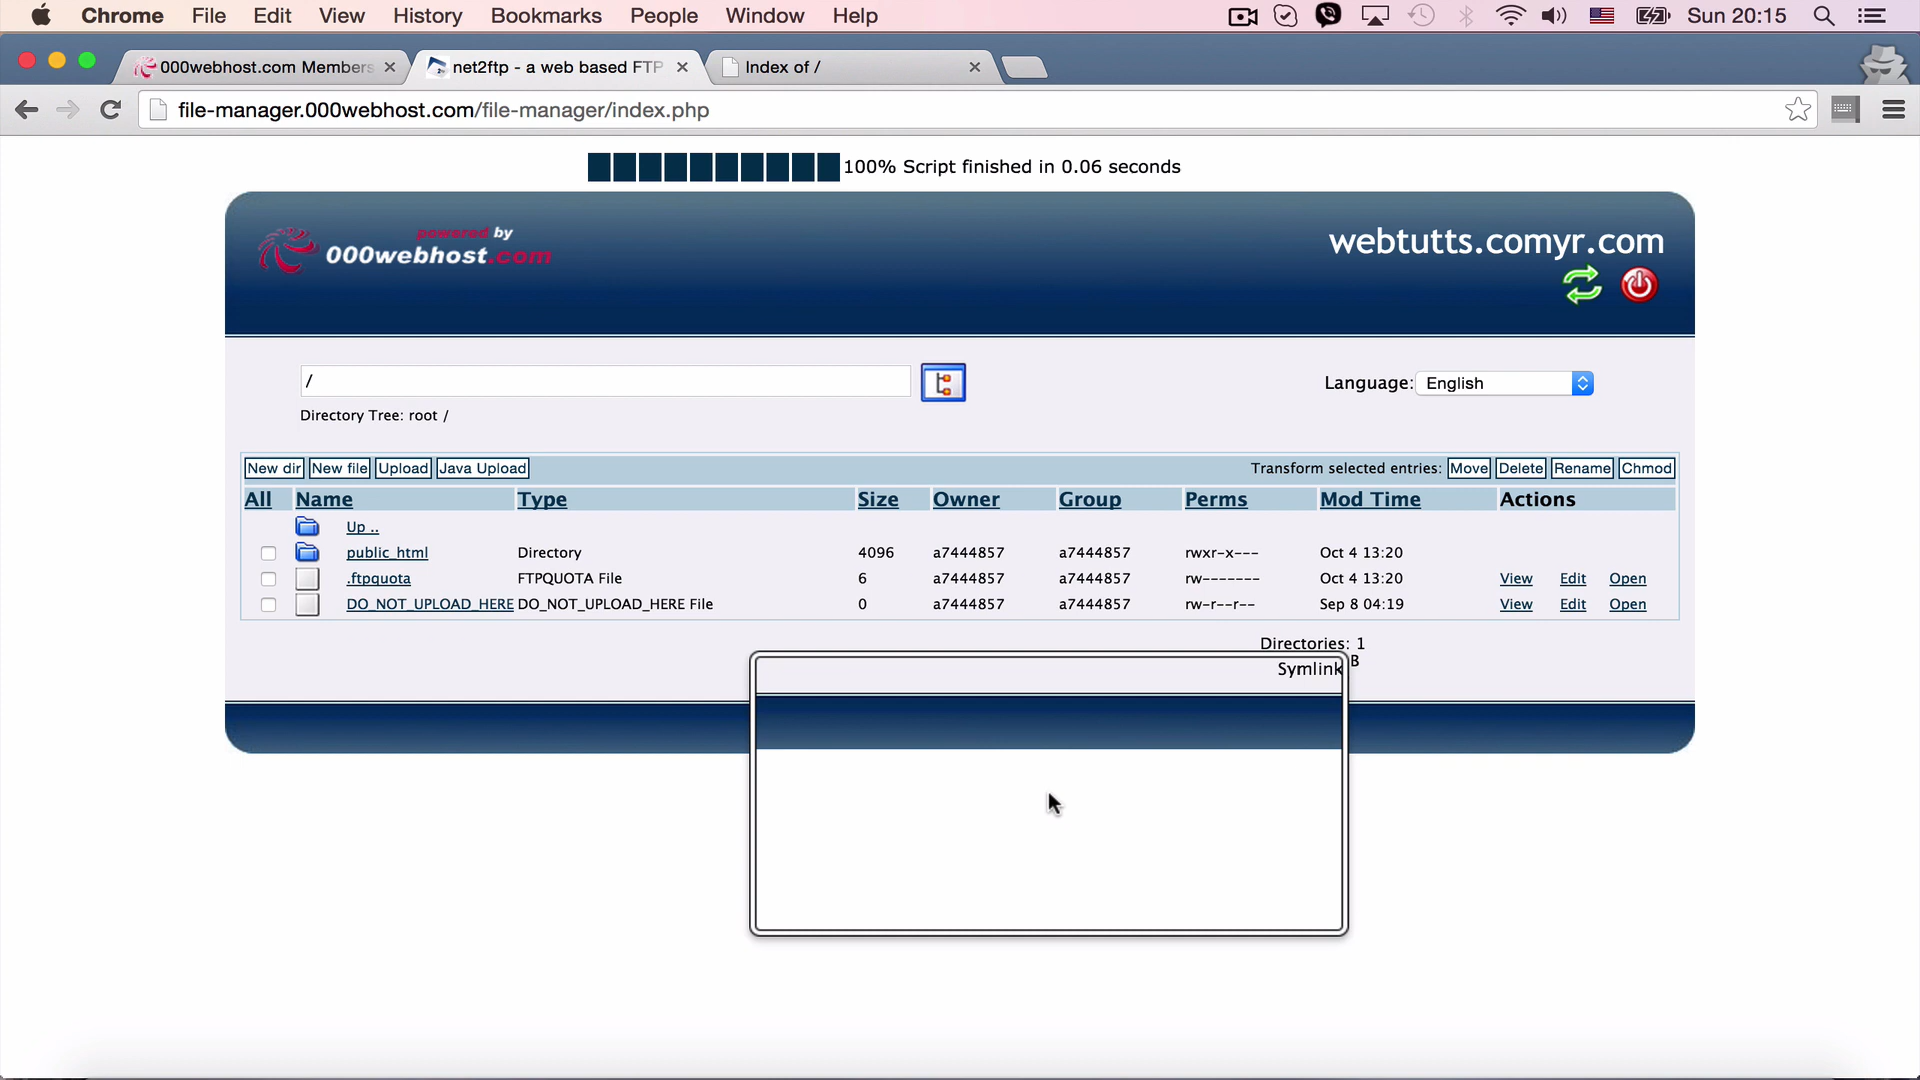 Chrome File Edit View History Bookmarks People Window Help Sun 20:15
000webhost.com Members net2ftp - a web based FTP Index of /
file-manager.000webhost.com/file-manager/index.php
100% Script finished in 0.06 seconds
powered by
000webhost.com
webtutts.comyr.com
/
Language: English
Directory Tree: root /
New dir New file Upload Java Upload Transform selected entries: Move Delete Rename Chmod
All Name Type Size Owner Group Perms Mod Time Actions
Up ..
public_html Directory 4096 a7444857 a7444857 rwxr-x--- Oct 4 13:20
.ftpquota FTPQUOTA File 6 a7444857 a7444857 rw------- Oct 4 13:20 View Edit Open
DO_NOT_UPLOAD_HERE DO_NOT_UPLOAD_HERE File 0 a7444857 a7444857 rw-r--r-- Sep 8 04:19 View Edit Open
Directories: 1
B
Symlink